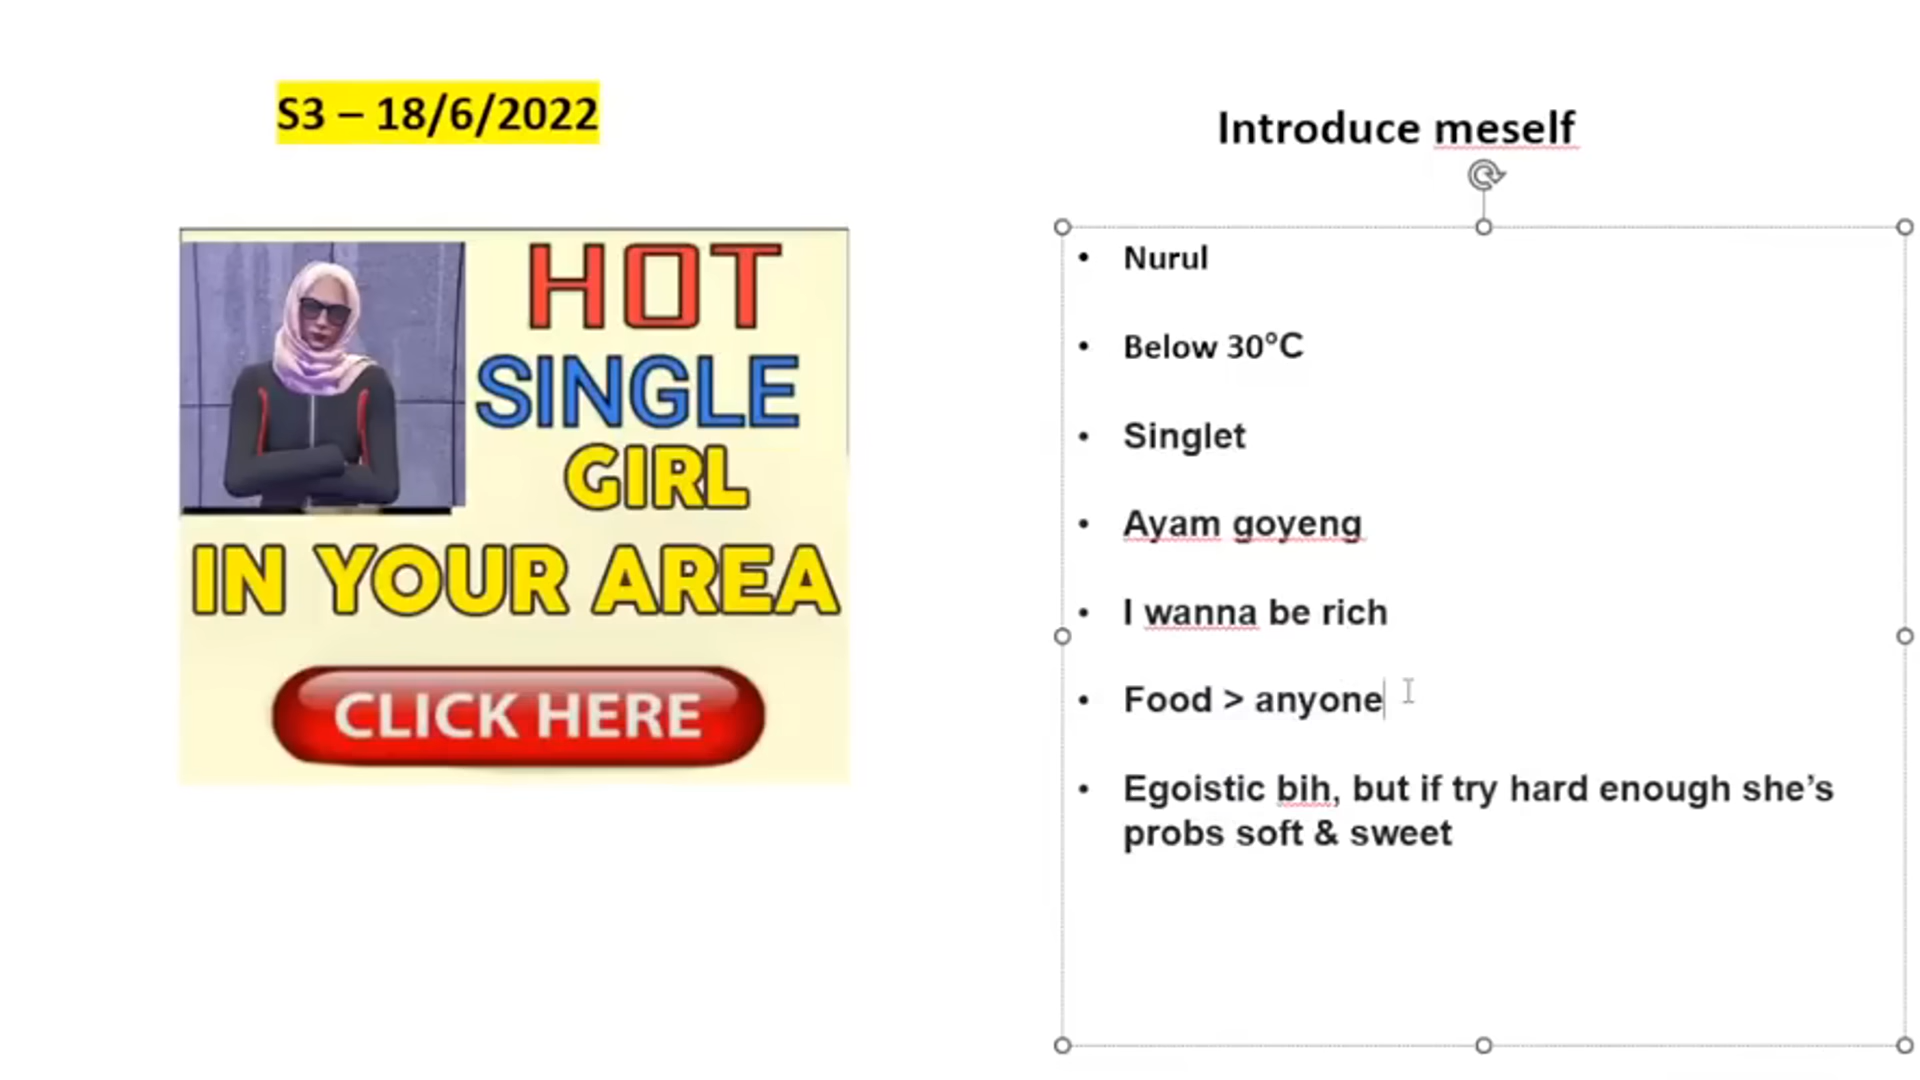 S3 – 18/6/2022
HOT
SINGLE
GIRL
IN YOUR AREA
CLICK HERE
Introduce meself
• Nurul
• Below 30°C
• Singlet
• Ayam goyeng
• I wanna be rich
• Food > anyone
• Egoistic bih, but if try hard enough she’s
probs soft & sweet